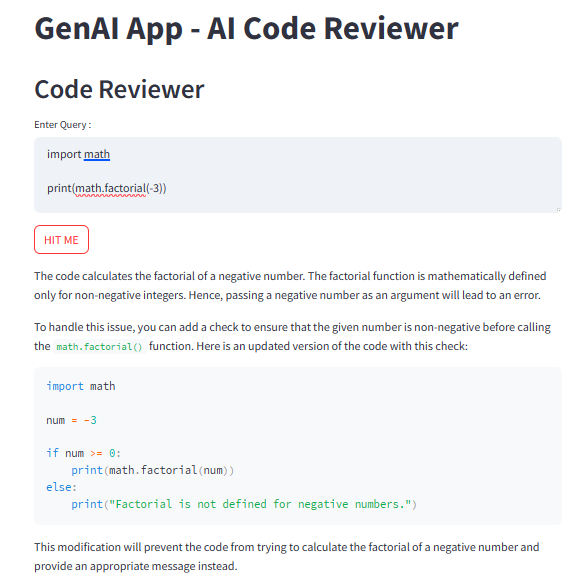 GenAI App - AI Code Reviewer
Code Reviewer
Enter Query :
import math
print(math.factorial(-3))
HIT ME
The code calculates the factorial of a negative number. The factorial function is mathematically defined
only for non-negative integers. Hence, passing a negative number as an argument will lead to an error.
To handle this issue, you can add a check to ensure that the given number is non-negative before calling
the math.factorial() function. Here is an updated version of the code with this check:
import math
num = -3
if num >= 0:
    print(math.factorial(num))
else:
    print("Factorial is not defined for negative numbers.")
This modification will prevent the code from trying to calculate the factorial of a negative number and
provide an appropriate message instead.